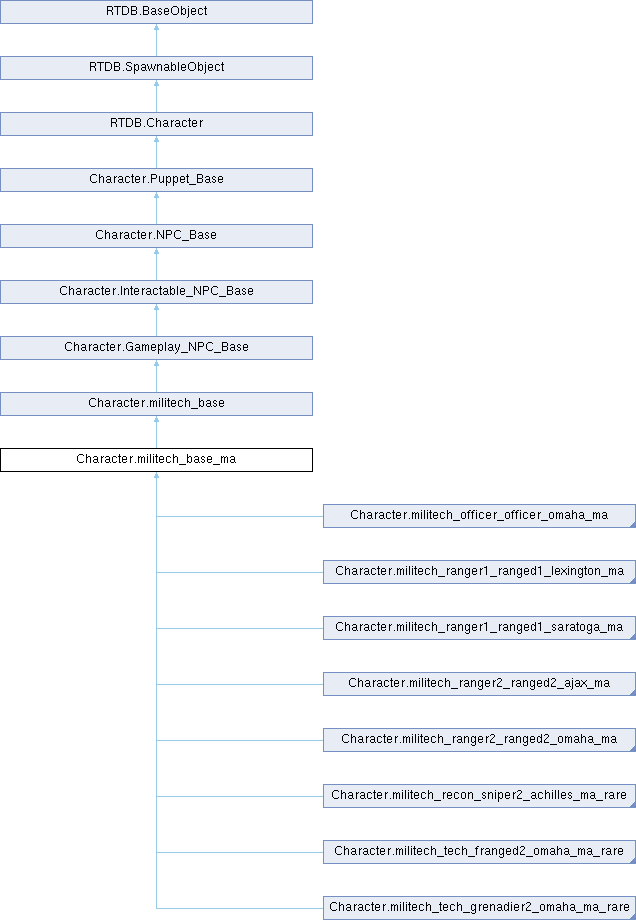 RTDB.BaseObject
RTDB.SpawnableObject
RTDB.Character
Character.Puppet_Base
Character.NPC_Base
Character.Interactable_NPC_Base
Character.Gameplay_NPC_Base
Character.militech_base
Character.militech_base_ma
Character.militech_officer_officer_omaha_ma
Character.militech_ranger1_ranged1_lexington_ma
Character.militech_ranger1_ranged1_saratoga_ma
Character.militech_ranger2_ranged2_ajax_ma
Character.militech_ranger2_ranged2_omaha_ma
Character.militech_recon_sniper2_achilles_ma_rare
Character.militech_tech_franged2_omaha_ma_rare
Character.militech_tech_grenadier2_omaha_ma_rare